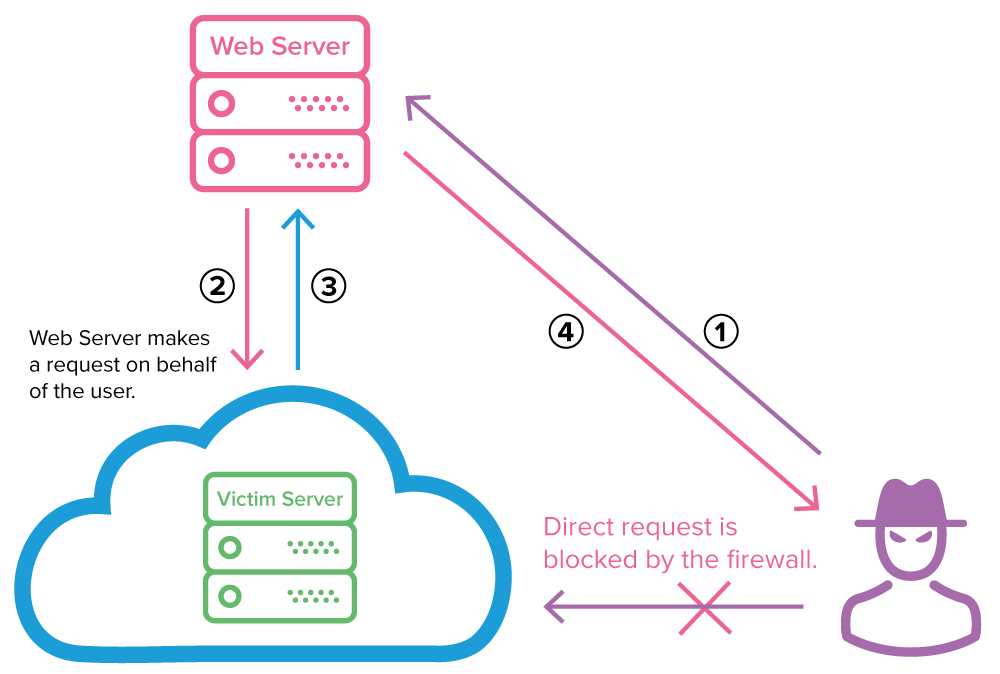 Web Server
②
③
Web Server makes
a request on behalf
of the user.
④
①
Victim Server
Direct request is
blocked by the firewall.